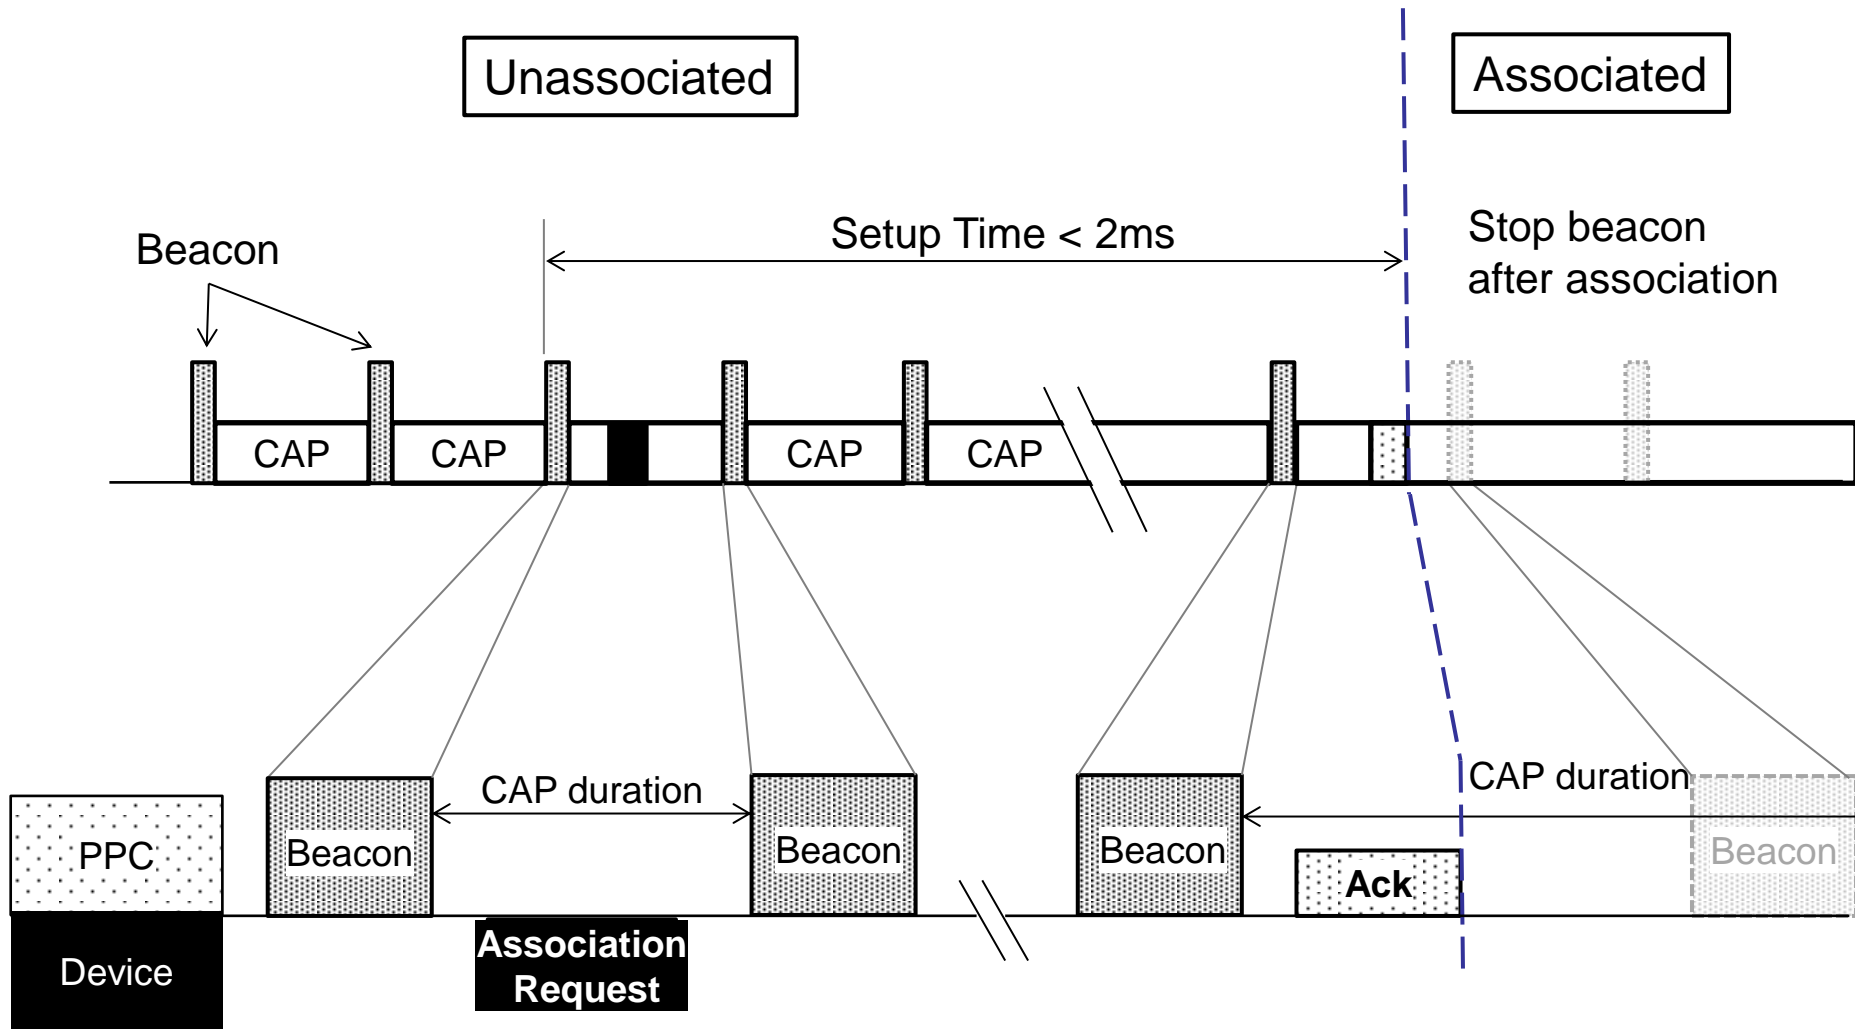 Unassociated
Associated
Setup Time < 2ms
Stop beacon
after association
Beacon
CAP
CAP
CAP
CAP
CAP duration
CAP duration
PPC
Beacon
Beacon
Beacon
Beacon
Ack
Device
Association
Request